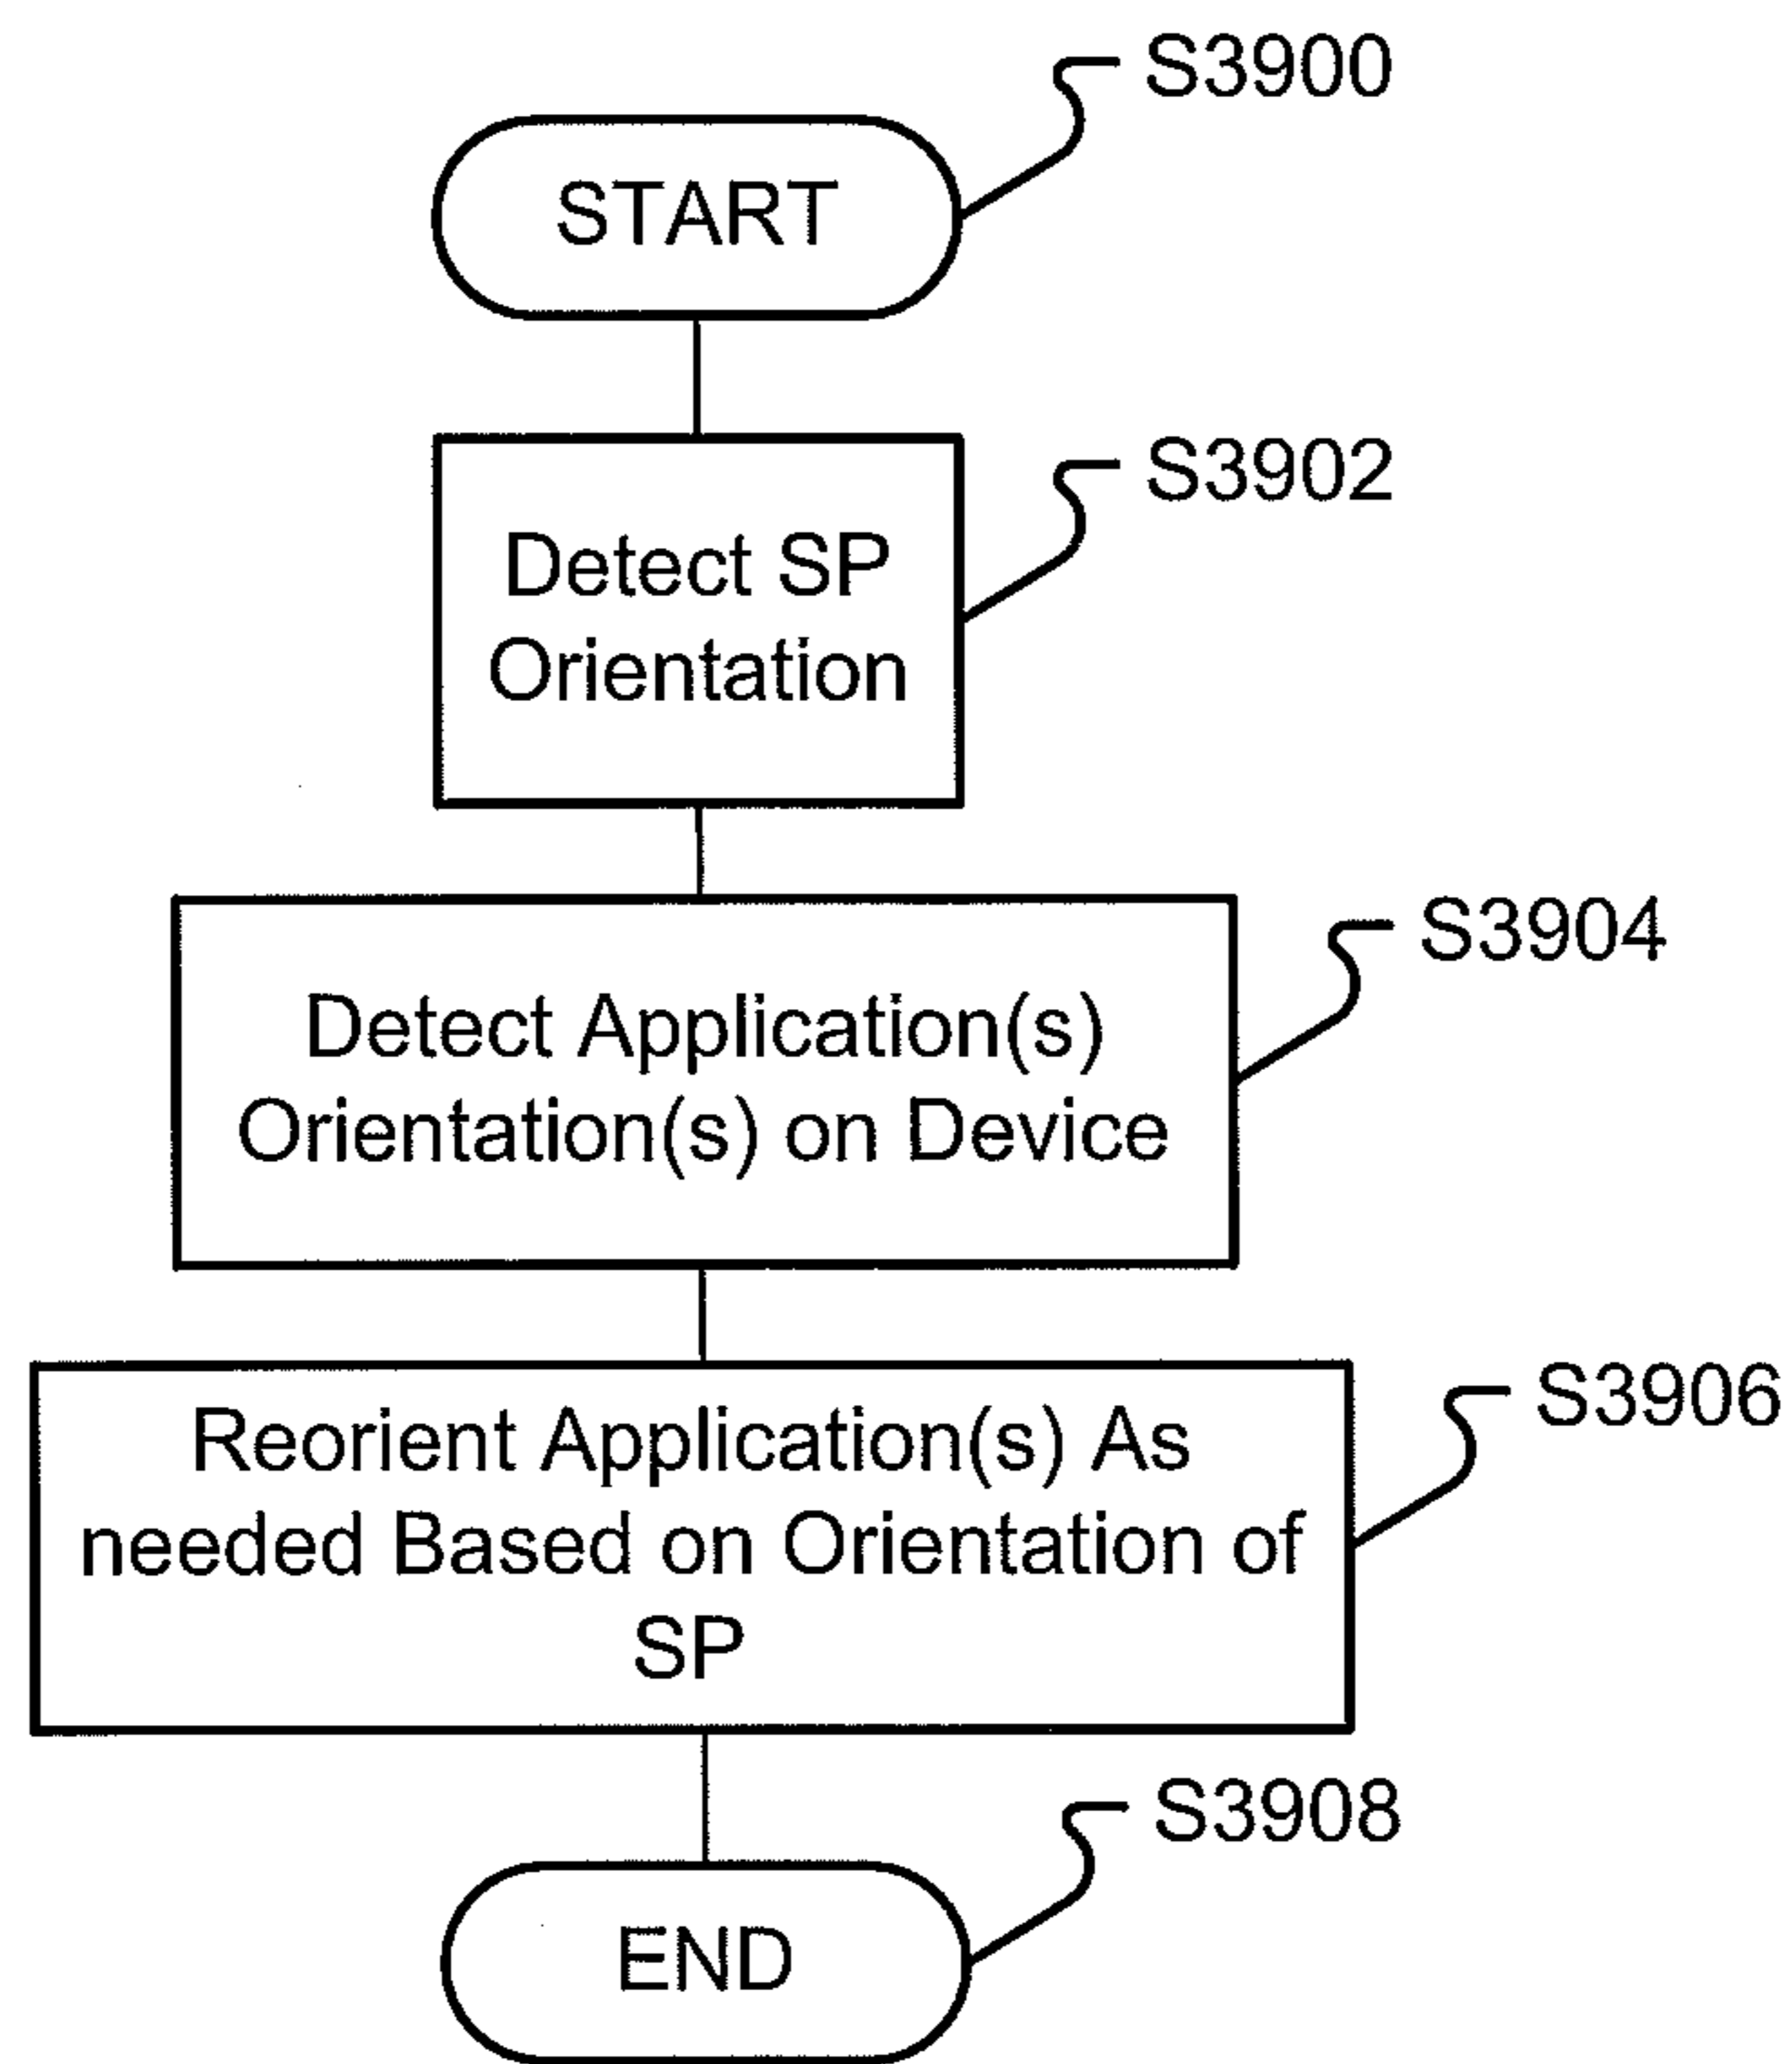 S3900
START
S3902
Detect SP
Orientation
S3904
Detect Application(s)
Orientation(s) on Device
S3906
Reorient Application(s) As
needed Based on Orientation of
SP
S3908
END